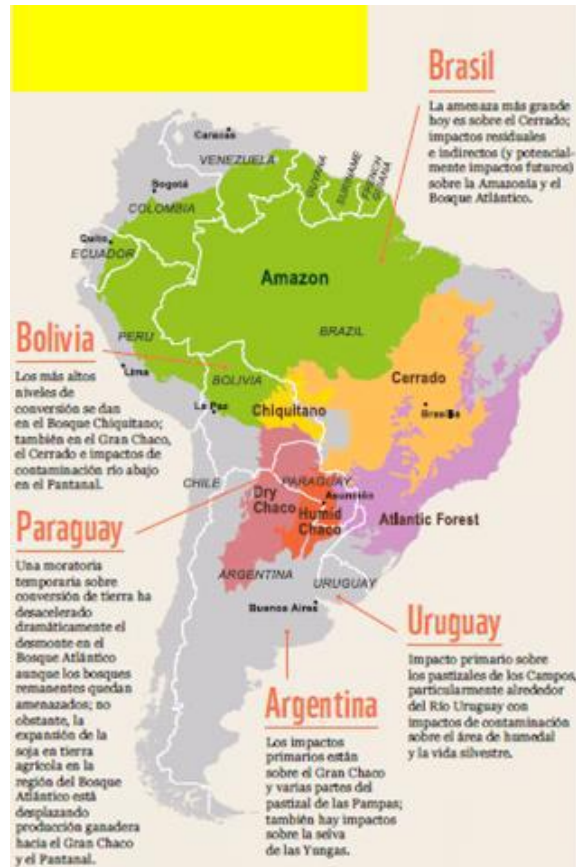 Brasil
La amenaza más grande
hoy es sobre el Cerrado;
impactos residuales
e indirectos (y potencial-
mente impactos futuros)
sobre la Amazonia y el
Bosque Atlántico.
Caracas
VENEZUELA
GUYANA
SURINAME
FRENCH
GUIANA
Bogotá
COLOMBIA
Quito
ECUADOR
Amazon
PERU
BRAZIL
Bolivia
Los más altos
niveles de
conversión se dan
en el Bosque Chiquitano;
también en el Gran Chaco,
el Cerrado e impactos de
contaminación río abajo
en el Pantanal.
Lima
BOLIVIA
La Paz
Chiquitano
Cerrado
Brasilia
CHILE
PARAGUAY
Asunción
Dry
Chaco
Humid
Chaco
Atlantic Forest
ARGENTINA
URUGUAY
Buenos Aires
Paraguay
Una moratoria
temporaria sobre
conversión de tierra ha
desacelerado
dramáticamente el
desmonte en el
Bosque Atlántico
aunque los bosques
remanentes quedan
amenazados; no
obstante, la
expansión de la
soja en tierra
agrícola en la
región del Bosque
Atlántico está
desplazando
producción ganadera
hacia el Gran Chaco
y el Pantanal.
Argentina
Los impactos
primarios están
sobre el Gran Chaco
y varias partes del
pastizal de las Pampas;
también hay impactos
sobre la selva
de las Yungas.
Uruguay
Impacto primario sobre
los pastizales de los Campos,
particularmente alrededor
del Río Uruguay con
impactos de contaminación
sobre el área de humedal
y la vida silvestre.